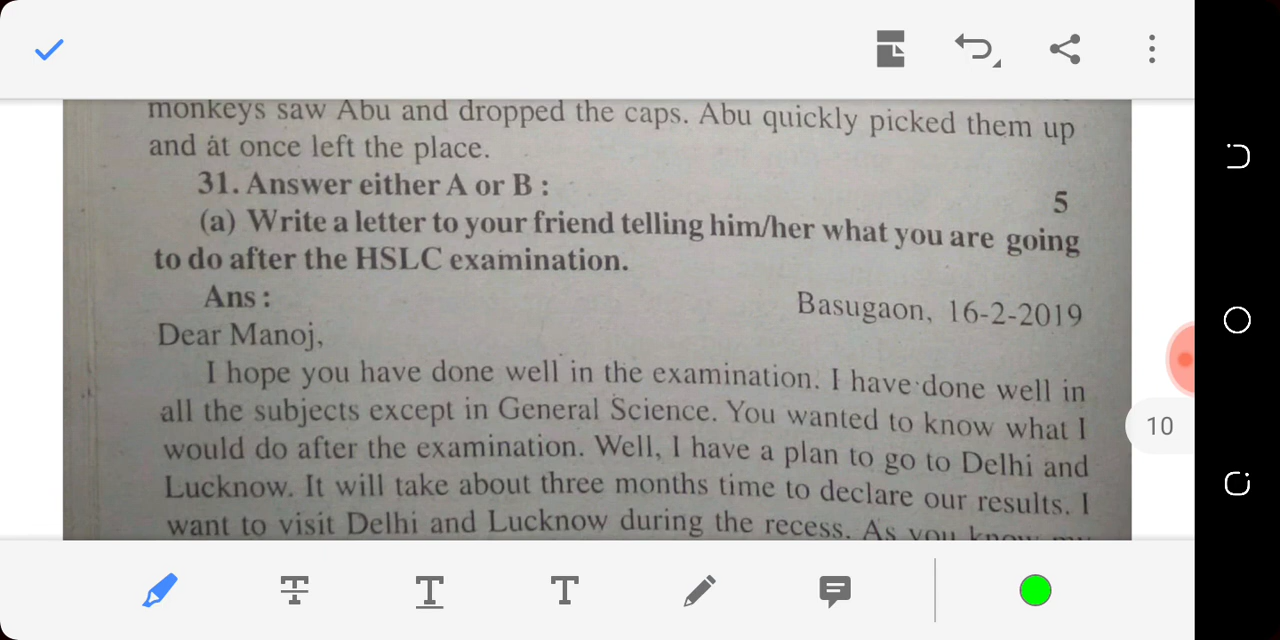 monkeys saw Abu and dropped the caps. Abu quickly picked them up
and at once left the place.
31. Answer either A or B :
5
(a) Write a letter to your friend telling him/her what you are going
to do after the HSLC examination.
Ans :
Basugaon, 16-2-2019
Dear Manoj,
I hope you have done well in the examination. I have done well in
all the subjects except in General Science. You wanted to know what I
would do after the examination. Well, I have a plan to go to Delhi and
Lucknow. It will take about three months time to declare our results. I
want to visit Delhi and Lucknow during the recess. As you know
10